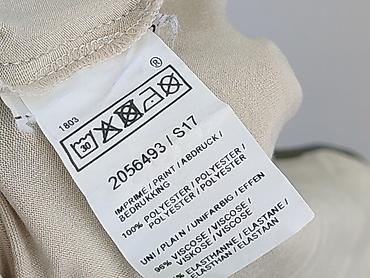 1803
®
30
2056493 / S17
IMPRIME / PRINT / ABDRUCK /
BEDRUKKING
100% POLYESTER / POLYESTER /
POLYESTER / POLYESTER
UNI / PLAIN / UNIFARBIG / EFFEN
96% VISCOSE / VISCOSE /
VISKOSE / VISCOSE
4% ELASTHANNE / ELASTANE /
ELASTHAN / ELASTAAN